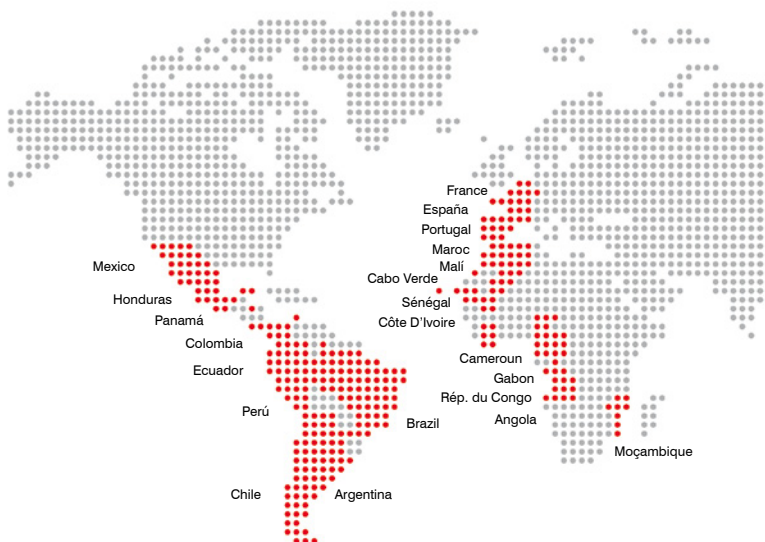 France
España
Portugal
Maroc
Malí
Cabo Verde
Sénégal
Côte D'Ivoire
Cameroun
Gabon
Rép. du Congo
Angola
Moçambique
Mexico
Honduras
Panamá
Colombia
Ecuador
Perú
Brazil
Chile
Argentina